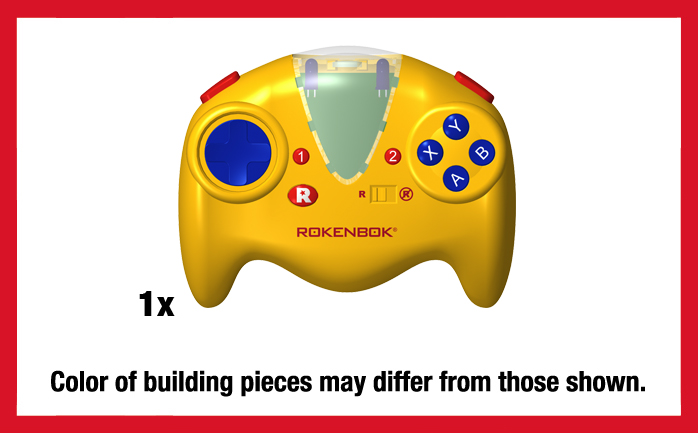 Y
X B
1 2
A
R R R
ROKENBOK®
1x
Color of building pieces may differ from those shown.